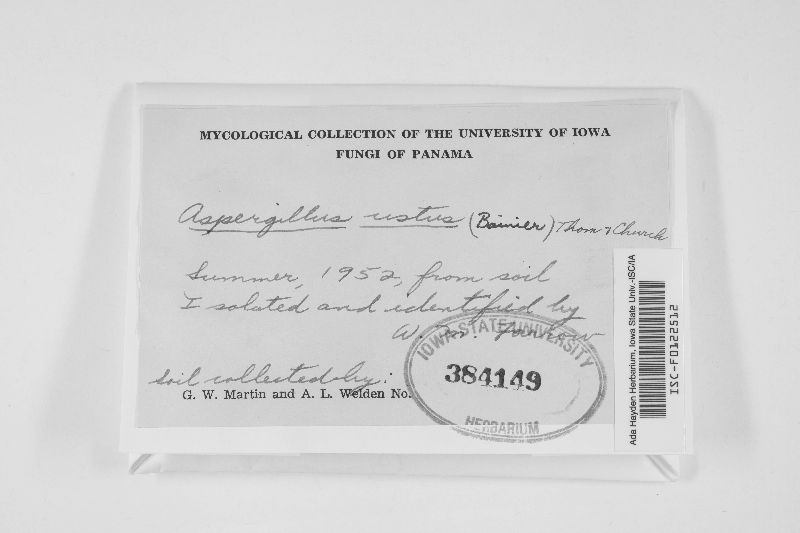 MYCOLOGICAL COLLECTION OF THE UNIVERSITY OF IOWA
FUNGI OF PANAMA
Aspergillus ustus (Bainier) Thom & Church
Summer, 1952, from soil
Isolated and identified by
W.
soil collected by:
G. W. Martin and A. L. Welden No.
IOWA STATE UNIVERSITY
384149
HERBARIUM
Ada Hayden Herbarium, Iowa State Univ.-ISC/IA
ISC-F0122512